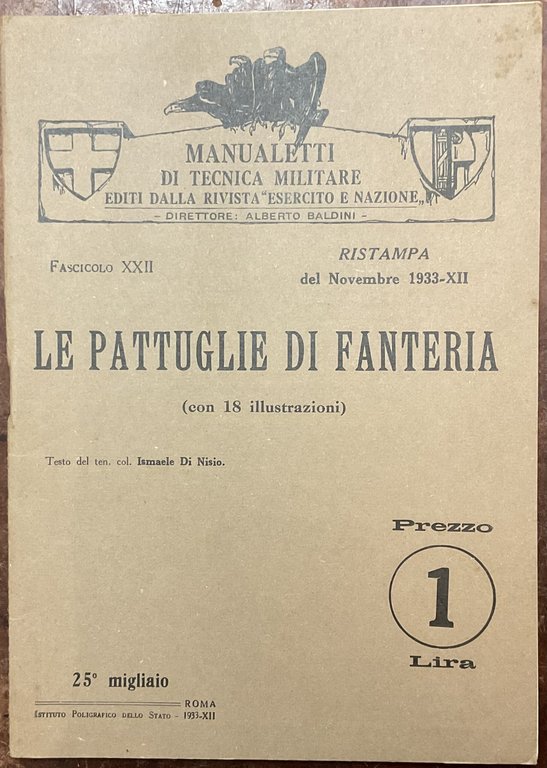 MANUALETTI
DI TECNICA MILITARE
EDITI DALLA RIVISTA "ESERCITO E NAZIONE„
- DIRETTORE: ALBERTO BALDINI -
FASCICOLO XXII
RISTAMPA
del Novembre 1933-XII
LE PATTUGLIE DI FANTERIA
(con 18 illustrazioni)
Testo del ten. col. Ismaele Di Nisio.
Prezzo
1
Lira
25° migliaio
ROMA
ISTITUTO POLIGRAFICO DELLO STATO - 1933-XII